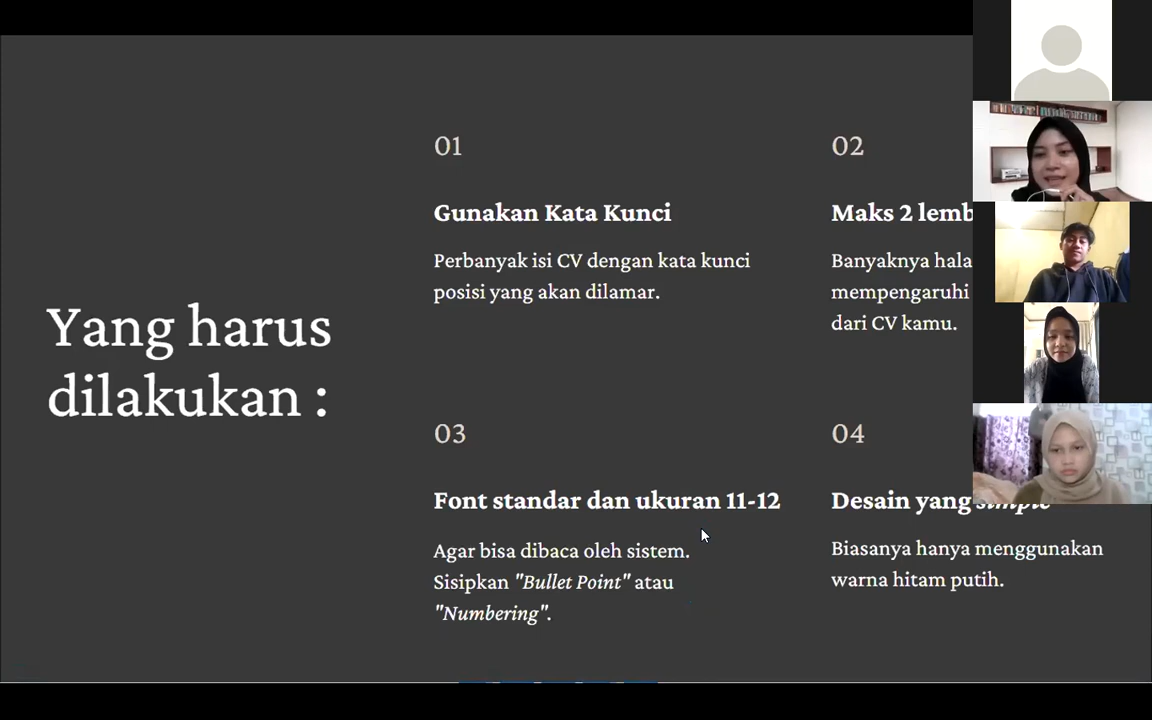 Yang harus
dilakukan :
01
Gunakan Kata Kunci
Perbanyak isi CV dengan kata kunci
posisi yang akan dilamar.
02
Maks 2
Banyaknya
mempengaruhi
dari CV kamu.
03
Font standar dan ukuran 11-12
Agar bisa dibaca oleh sistem.
Sisipkan "Bullet Point" atau
"Numbering".
04
Desain yang simple
Biasanya hanya menggunakan
warna hitam putih.